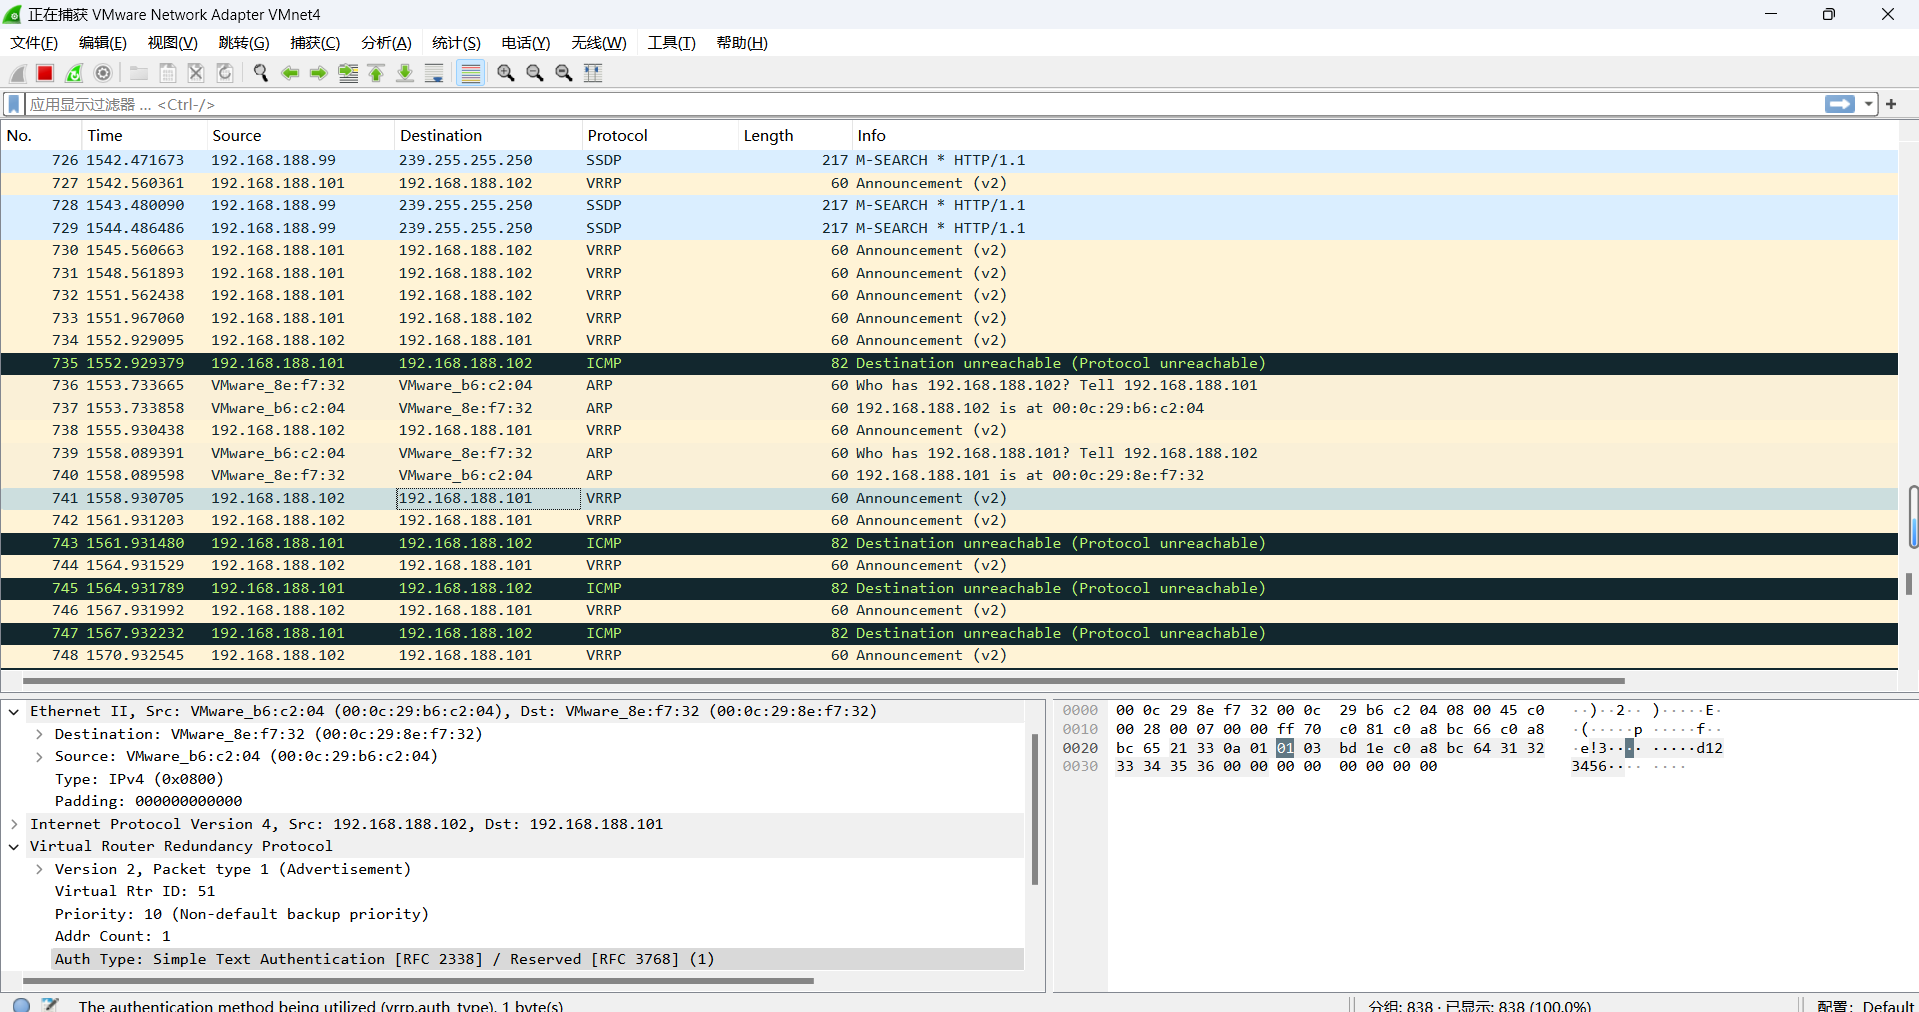 正在捕获 VMware Network Adapter VMnet4
文件(F) 编辑(E) 视图(V) 跳转(G) 捕获(C) 分析(A) 统计(S) 电话(Y) 无线(W) 工具(T) 帮助(H)
应用显示过滤器 … <Ctrl-/>
No. Time Source Destination Protocol Length Info
726 1542.471673 192.168.188.99 239.255.255.250 SSDP 217 M-SEARCH * HTTP/1.1
727 1542.560361 192.168.188.101 192.168.188.102 VRRP 60 Announcement (v2)
728 1543.480090 192.168.188.99 239.255.255.250 SSDP 217 M-SEARCH * HTTP/1.1
729 1544.486486 192.168.188.99 239.255.255.250 SSDP 217 M-SEARCH * HTTP/1.1
730 1545.560663 192.168.188.101 192.168.188.102 VRRP 60 Announcement (v2)
731 1548.561893 192.168.188.101 192.168.188.102 VRRP 60 Announcement (v2)
732 1551.562438 192.168.188.101 192.168.188.102 VRRP 60 Announcement (v2)
733 1551.967060 192.168.188.101 192.168.188.102 VRRP 60 Announcement (v2)
734 1552.929095 192.168.188.102 192.168.188.101 VRRP 60 Announcement (v2)
735 1552.929379 192.168.188.101 192.168.188.102 ICMP 82 Destination unreachable (Protocol unreachable)
736 1553.733665 VMware_8e:f7:32 VMware_b6:c2:04 ARP 60 Who has 192.168.188.102? Tell 192.168.188.101
737 1553.733858 VMware_b6:c2:04 VMware_8e:f7:32 ARP 60 192.168.188.102 is at 00:0c:29:b6:c2:04
738 1555.930438 192.168.188.102 192.168.188.101 VRRP 60 Announcement (v2)
739 1558.089391 VMware_b6:c2:04 VMware_8e:f7:32 ARP 60 Who has 192.168.188.101? Tell 192.168.188.102
740 1558.089598 VMware_8e:f7:32 VMware_b6:c2:04 ARP 60 192.168.188.101 is at 00:0c:29:8e:f7:32
741 1558.930705 192.168.188.102 192.168.188.101 VRRP 60 Announcement (v2)
742 1561.931203 192.168.188.102 192.168.188.101 VRRP 60 Announcement (v2)
743 1561.931480 192.168.188.101 192.168.188.102 ICMP 82 Destination unreachable (Protocol unreachable)
744 1564.931529 192.168.188.102 192.168.188.101 VRRP 60 Announcement (v2)
745 1564.931789 192.168.188.101 192.168.188.102 ICMP 82 Destination unreachable (Protocol unreachable)
746 1567.931992 192.168.188.102 192.168.188.101 VRRP 60 Announcement (v2)
747 1567.932232 192.168.188.101 192.168.188.102 ICMP 82 Destination unreachable (Protocol unreachable)
748 1570.932545 192.168.188.102 192.168.188.101 VRRP 60 Announcement (v2)
Ethernet II, Src: VMware_b6:c2:04 (00:0c:29:b6:c2:04), Dst: VMware_8e:f7:32 (00:0c:29:8e:f7:32)
Destination: VMware_8e:f7:32 (00:0c:29:8e:f7:32)
Source: VMware_b6:c2:04 (00:0c:29:b6:c2:04)
Type: IPv4 (0x0800)
Padding: 000000000000
Internet Protocol Version 4, Src: 192.168.188.102, Dst: 192.168.188.101
Virtual Router Redundancy Protocol
Version 2, Packet type 1 (Advertisement)
Virtual Rtr ID: 51
Priority: 10 (Non-default backup priority)
Addr Count: 1
Auth Type: Simple Text Authentication [RFC 2338] / Reserved [RFC 3768] (1)
0000 00 0c 29 8e f7 32 00 0c 29 b6 c2 04 08 00 45 c0 ··)··2·· )·····E·
0010 00 28 00 07 00 00 ff 70 c0 81 c0 a8 bc 66 c0 a8 ·(·····p ·····f··
0020 bc 65 21 33 0a 01 01 03 bd 1e c0 a8 bc 64 31 32 ·e!3···· ·····d12
0030 33 34 35 36 00 00 00 00 00 00 00 00 3456···· ····
The authentication method being utilized (vrrp.auth_type), 1 byte(s)
分组: 838 · 已显示: 838 (100.0%)
配置: Default